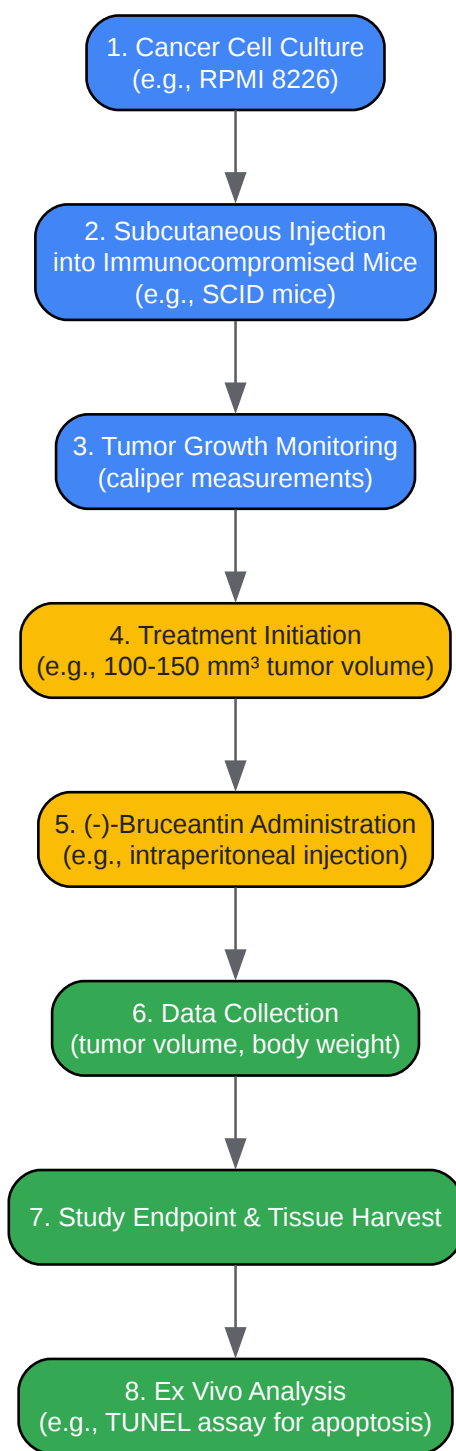 1. Cancer Cell Culture
(e.g., RPMI 8226)
2. Subcutaneous Injection
into Immunocompromised Mice
(e.g., SCID mice)
3. Tumor Growth Monitoring
(caliper measurements)
4. Treatment Initiation
(e.g., 100-150 mm³ tumor volume)
5. (-)-Bruceantin Administration
(e.g., intraperitoneal injection)
6. Data Collection
(tumor volume, body weight)
7. Study Endpoint & Tissue Harvest
8. Ex Vivo Analysis
(e.g., TUNEL assay for apoptosis)